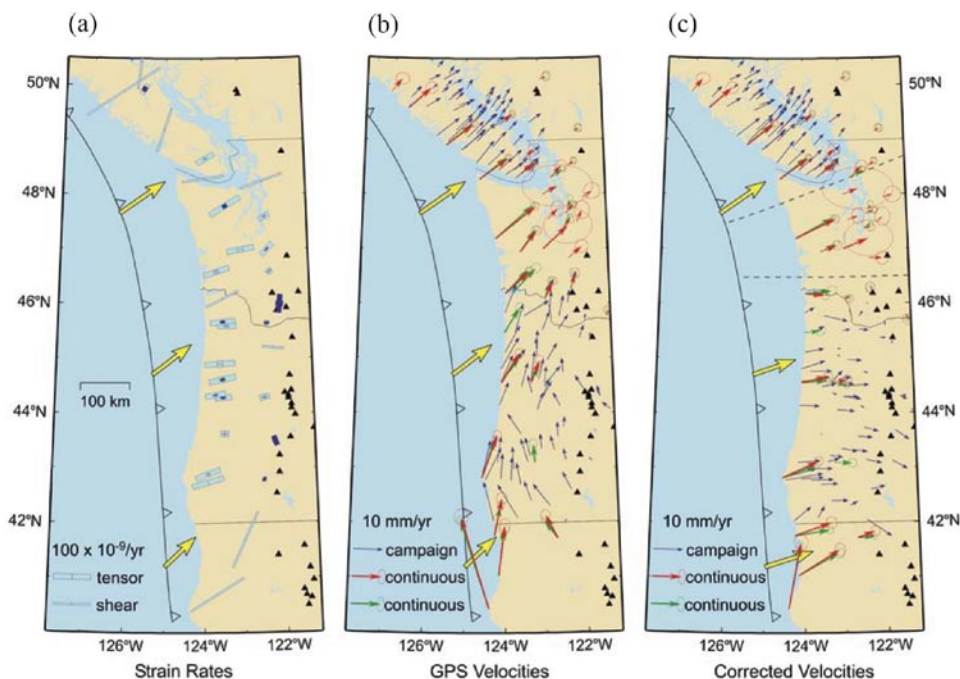 (a) (b) (c)
50°N 50°N
48°N 48°N
46°N 46°N
44°N 44°N
42°N 42°N
100 km
100 x 10⁻⁹/yr
tensor
shear
10 mm/yr
campaign
continuous
continuous
10 mm/yr
campaign
continuous
continuous
126°W 124°W 122°W 126°W 124°W 122°W 126°W 124°W 122°W
Strain Rates GPS Velocities Corrected Velocities